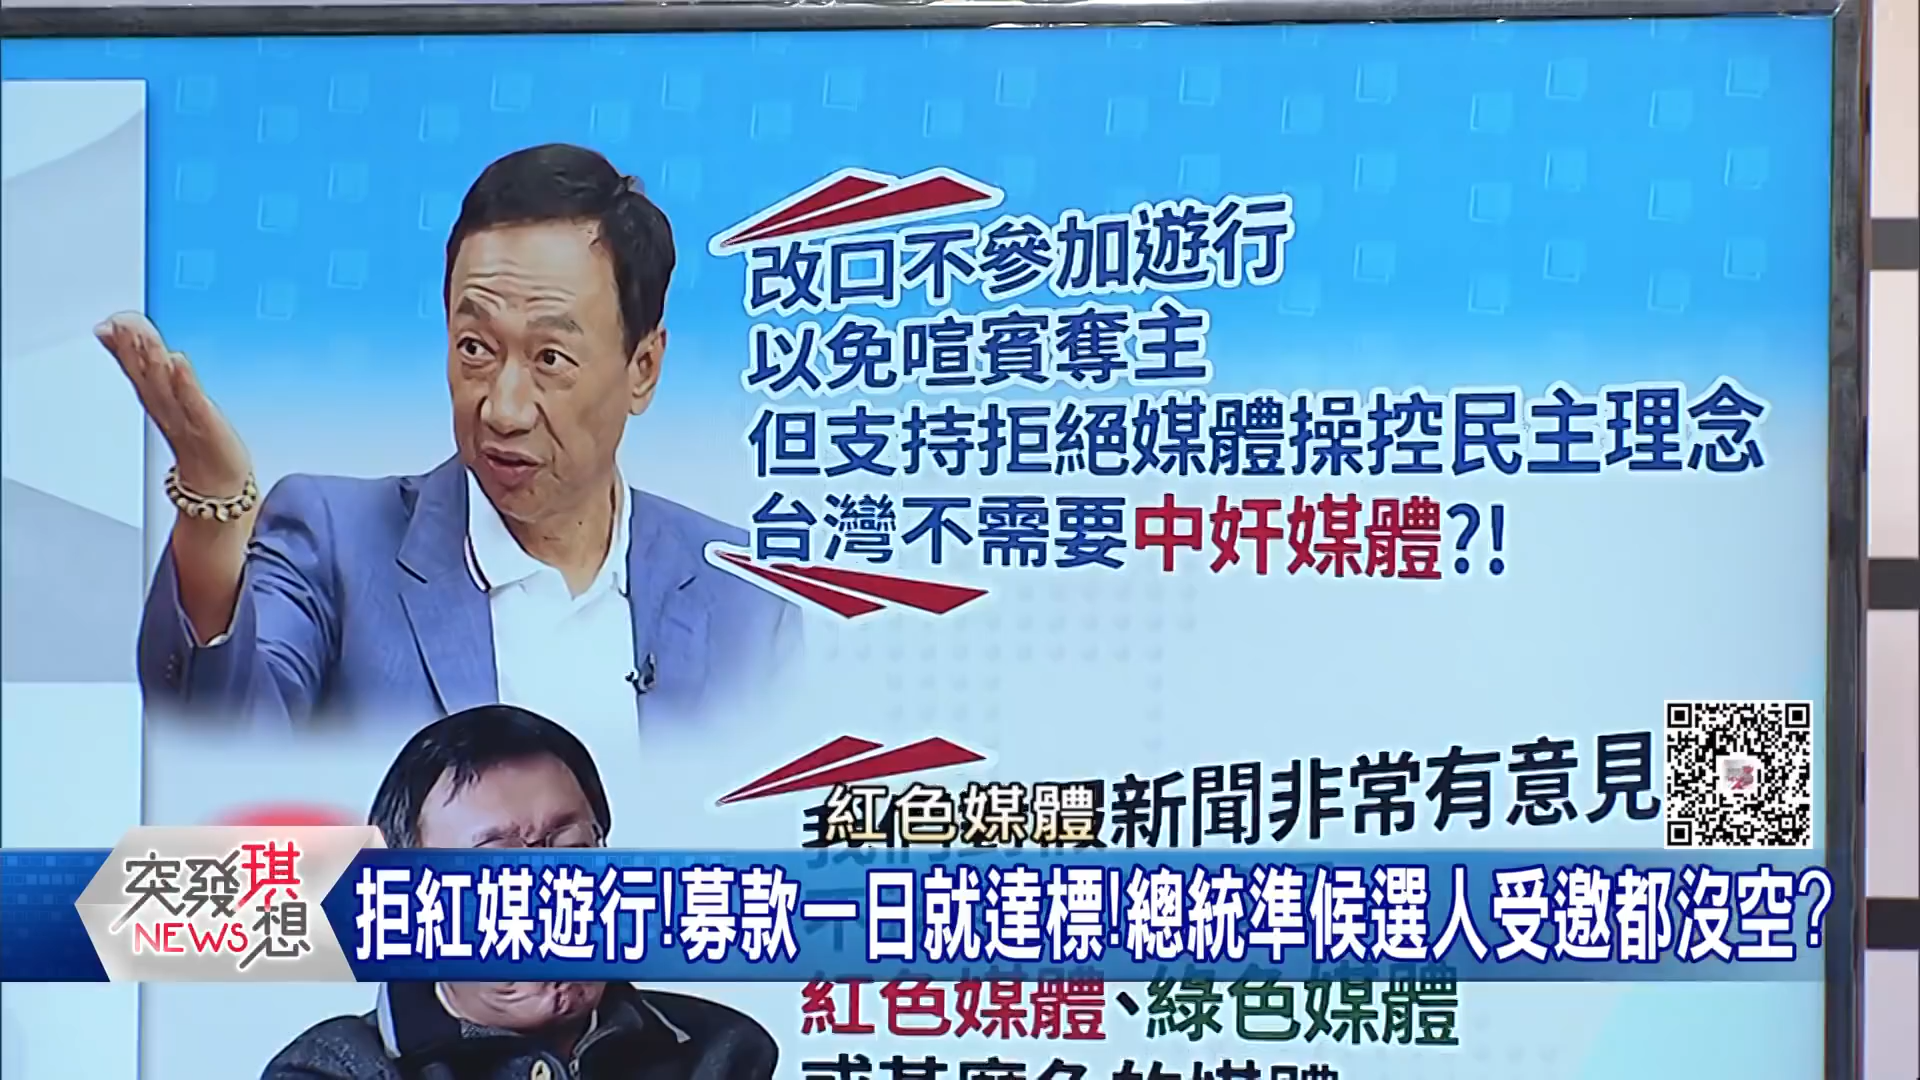 改口不參加遊行
以免喧賓奪主
但支持拒絕媒體操控民主理念
台灣不需要中奸媒體?!
新聞非常有意見
紅色媒體
突發琪想
NEWS
拒紅媒遊行!募款一日就達標!總統準候選人受邀都沒空?
紅色媒體、綠色媒體